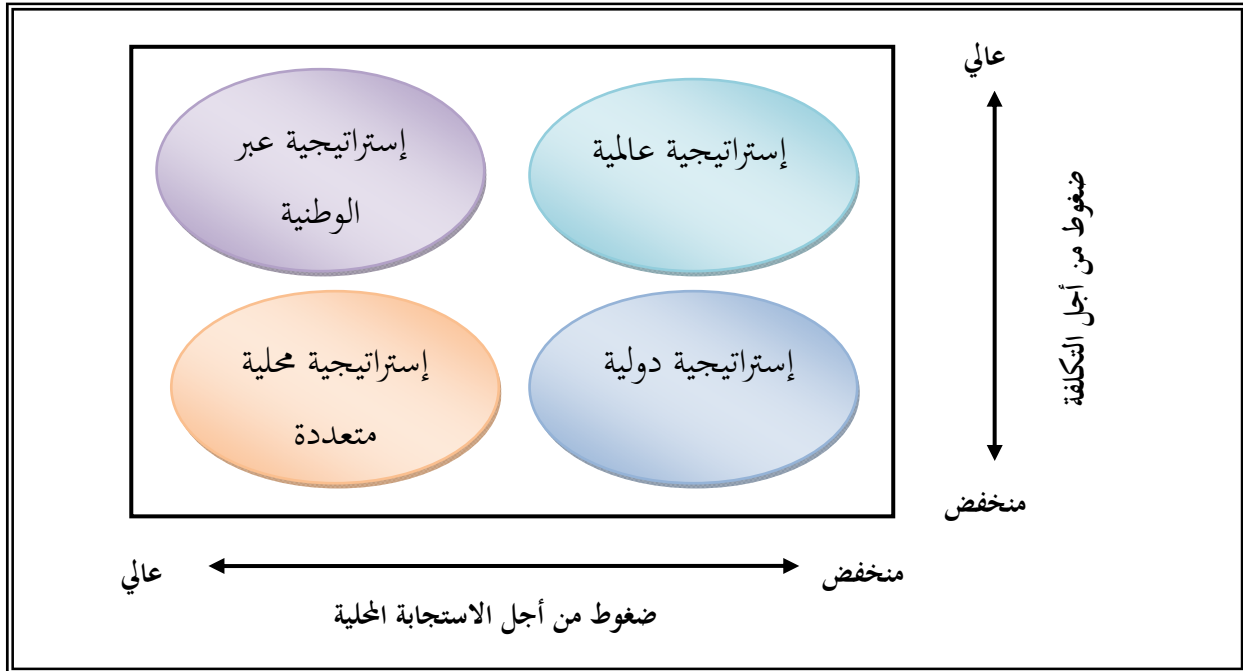 عالي
إستراتيجية عالمية
إستراتيجية عبر
الوطنية
ضغوط من أجل التكلفة
إستراتيجية دولية
إستراتيجية محلية
متعددة
منخفض
منخفض
عالي
ضغوط من أجل الاستجابة المحلية